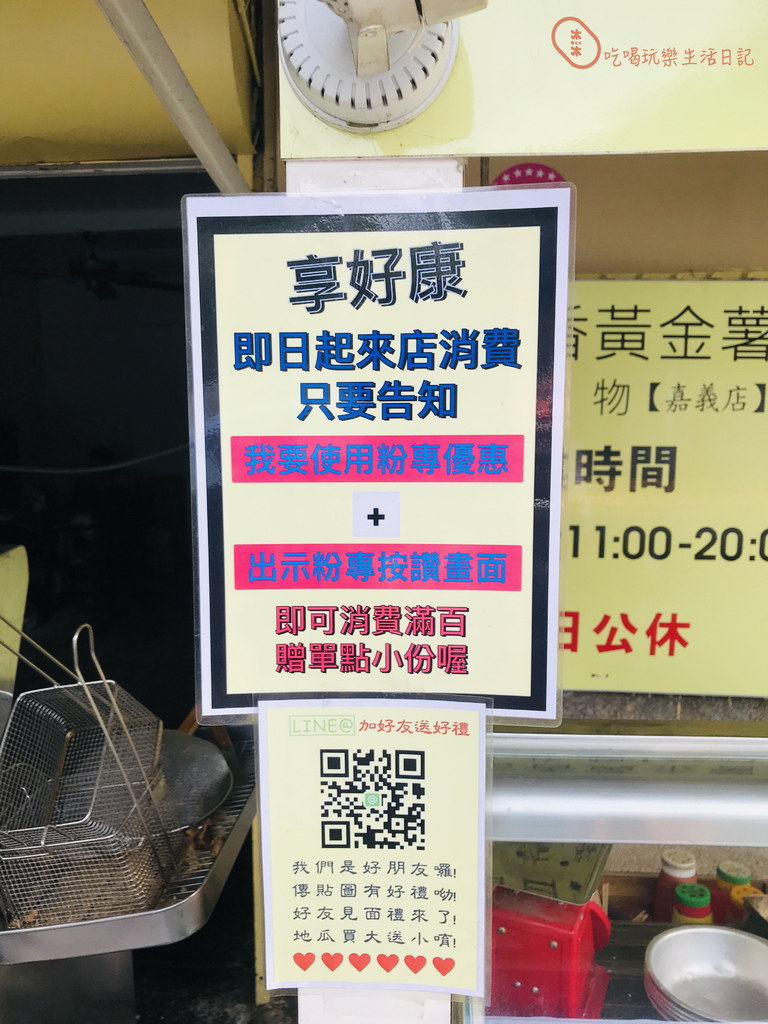 吃喝玩樂生活日記
享好康
即日起來店消費
只要告知
我要使用粉專優惠
+
出示粉專按讚畫面
即可消費滿百
贈單點小份喔
黃金薯
物【嘉義店】
時間
11:00-20:0
日公休
LINE@加好友送好禮
我們是好朋友囉!
傳貼圖有好禮呦!
好友見面禮來了!
地瓜買大送小唷!